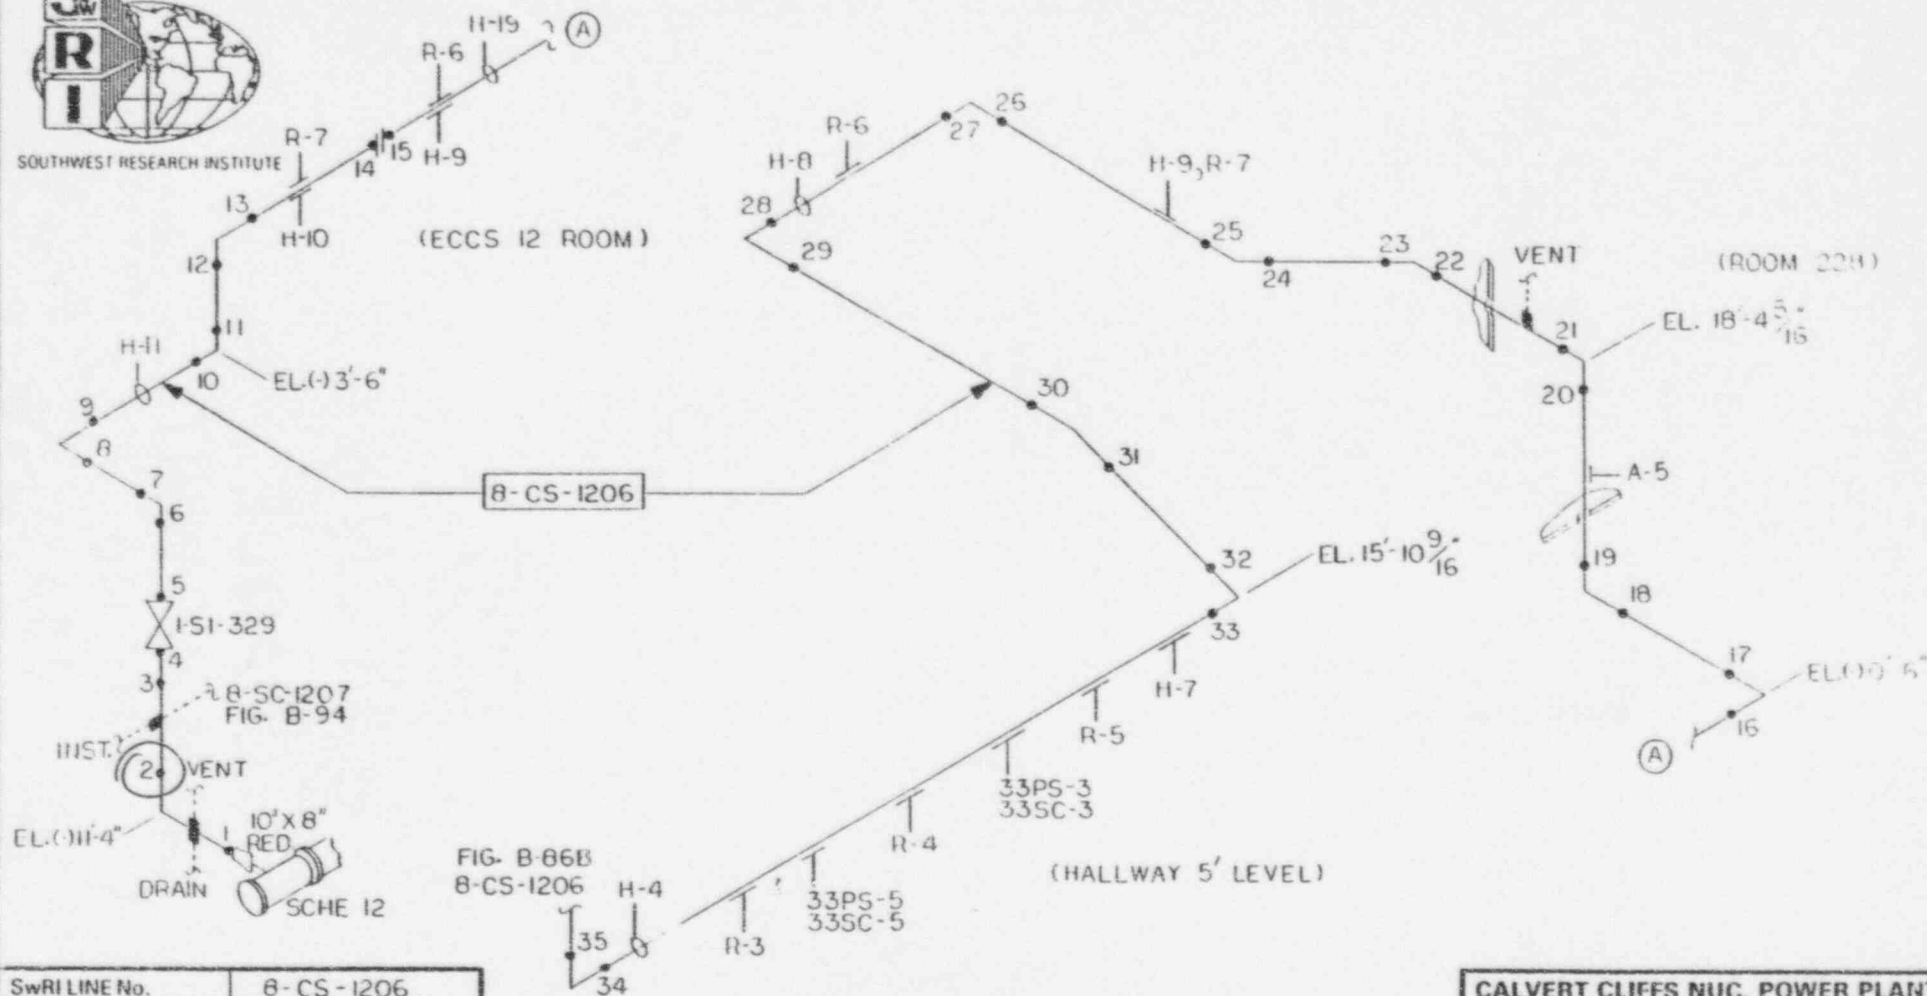 SW
R
I
SOUTHWEST RESEARCH INSTITUTE
H-19
A
R-6
R-7
15
14
H-9
13
H-10
(ECCS 12 ROOM)
12
11
H-11
10
EL.(-)3'-6"
9
8
7
6
5
1-SI-329
4
3
8-SC-1207
FIG. B-94
INST.
2
VENT
EL.(-)11'-4"
1
10" X 8"
RED.
DRAIN
SCHE 12
8-CS-1206
26
27
R-6
H-8
H-9, R-7
28
29
25
24
23
22
VENT
(ROOM
21
EL. 18'-4 5/16"
20
A-5
19
18
17
16
A
30
31
32
EL. 15'-10 9/16"
33
H-7
R-5
33PS-3
33SC-3
R-4
(HALLWAY 5' LEVEL)
33PS-5
33SC-5
R-3
FIG. B-86B
8-CS-1206
H-4
35
34
SwRI LINE No.
8-CS-1206
CALVERT CLIFFS NUC. POWER PLAN